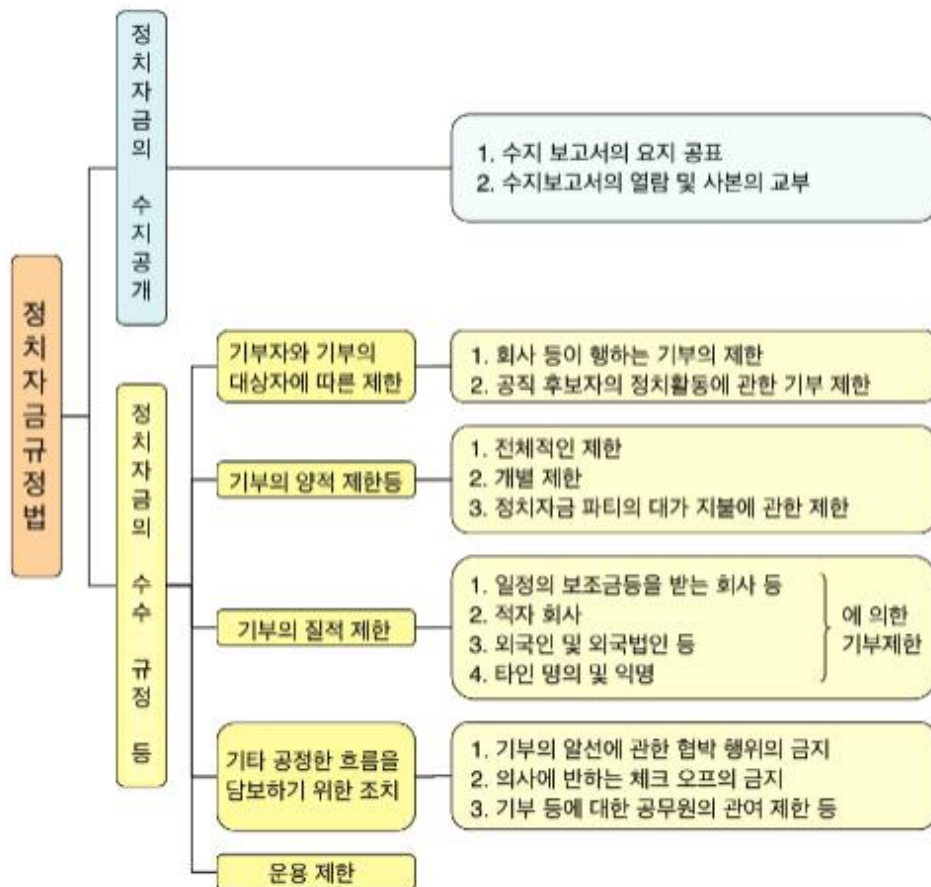 정치자금규정법
정치자금의 수지공개
1. 수지 보고서의 요지 공표
2. 수지보고서의 열람 및 사본의 교부
정치자금의 수수 규정 등
기부자와 기부의
대상자에 따른 제한
1. 회사 등이 행하는 기부의 제한
2. 공직 후보자의 정치활동에 관한 기부 제한
기부의 양적 제한등
1. 전체적인 제한
2. 개별 제한
3. 정치자금 파티의 대가 지불에 관한 제한
기부의 질적 제한
1. 일정의 보조금등을 받는 회사 등
2. 적자 회사
3. 외국인 및 외국법인 등
4. 타인 명의 및 익명
에 의한
기부제한
기타 공정한 흐름을
담보하기 위한 조치
1. 기부의 알선에 관한 협박 행위의 금지
2. 의사에 반하는 체크 오프의 금지
3. 기부 등에 대한 공무원의 관여 제한 등
운용 제한